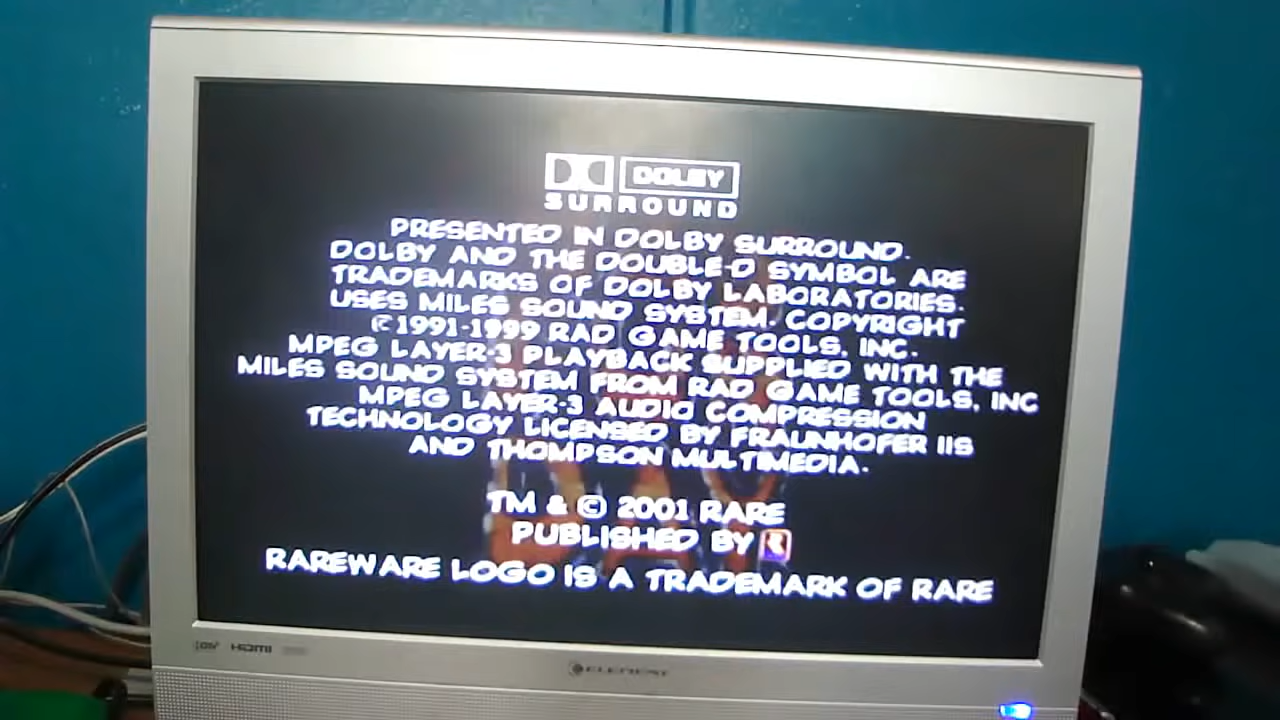 DOLBY
SURROUND
PRESENTED IN DOLBY SURROUND.
DOLBY AND THE DOUBLE-D SYMBOL ARE
TRADEMARKS OF DOLBY LABORATORIES.
USES MILES SOUND SYSTEM. COPYRIGHT
©1991-1999 RAD GAME TOOLS, INC.
MPEG LAYER-3 PLAYBACK SUPPLIED WITH THE
MILES SOUND SYSTEM FROM RAD GAME TOOLS, INC
MPEG LAYER-3 AUDIO COMPRESSION
TECHNOLOGY LICENSED BY FRAUNHOFER IIS
AND THOMPSON MULTIMEDIA.
TM & © 2001 RARE
PUBLISHED BY R
RAREWARE LOGO IS A TRADEMARK OF RARE
DAY
HDMI
ELEMENT